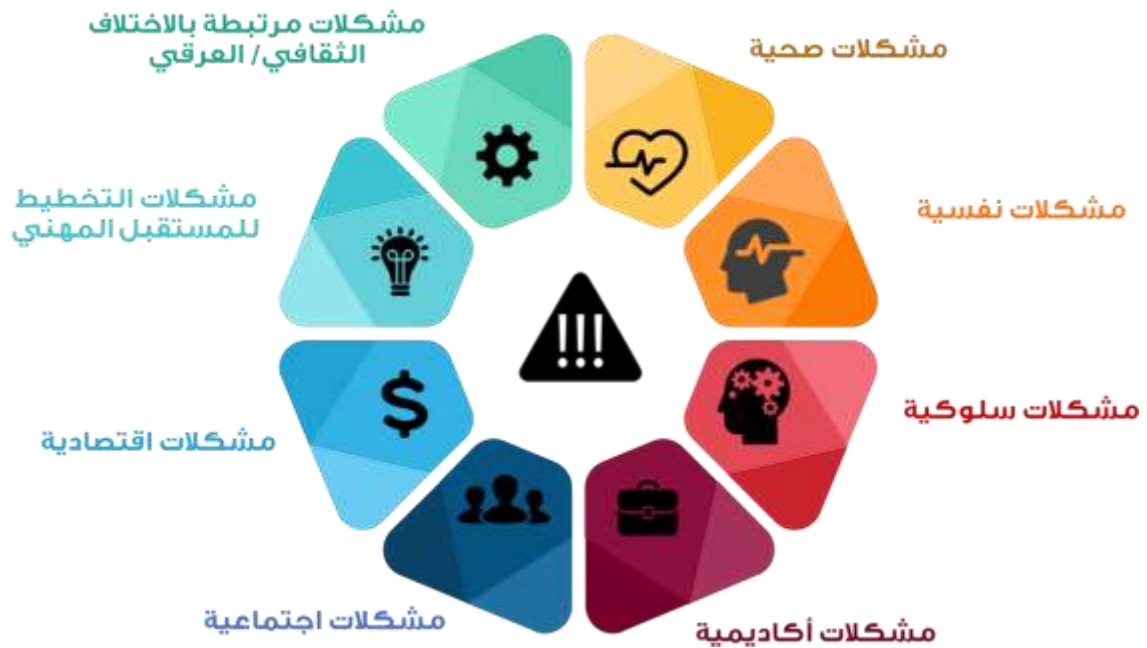 مشكلات صحية
مشكلات نفسية
مشكلات سلوكية
مشكلات أكاديمية
مشكلات اجتماعية
مشكلات اقتصادية
مشكلات التخطيط
للمستقبل المهني
مشكلات مرتبطة بالاختلاف
الثقافي/ العرقي
!!!
$